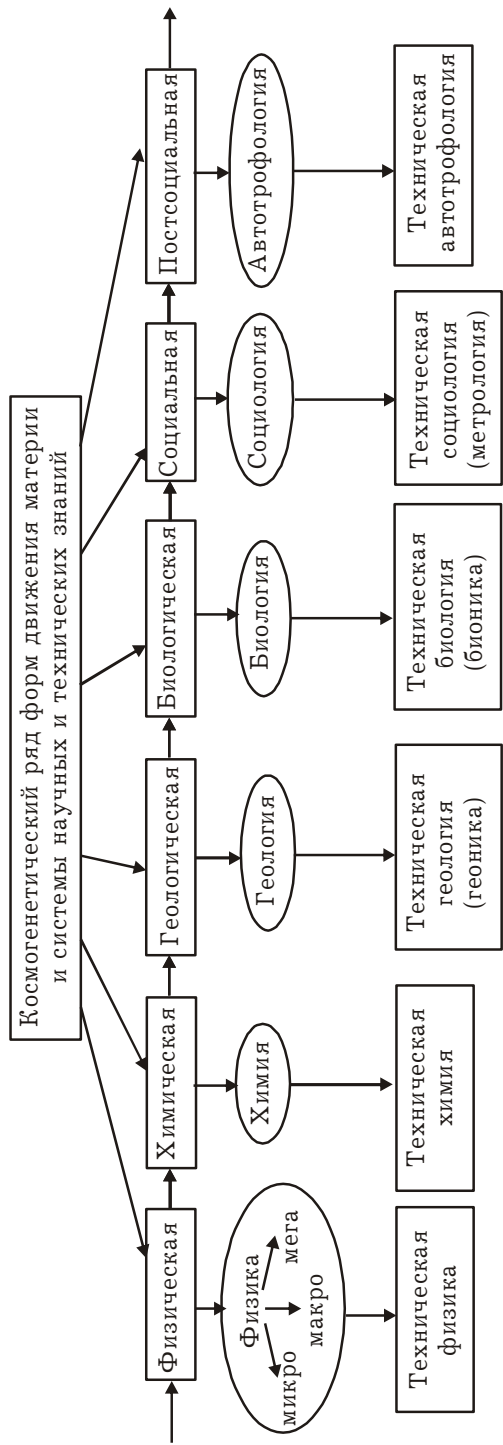 Космогенетический ряд форм движения материи
и системы научных и технических знаний
Физическая
Химическая
Геологическая
Биологическая
Социальная
Постсоциальная
Физика
микро
макро
мега
Химия
Геология
Биология
Социология
Автотрофология
Техническая
физика
Техническая
химия
Техническая
геология
(геоника)
Техническая
биология
(бионика)
Техническая
социология
(метрология)
Техническая
автотрофология